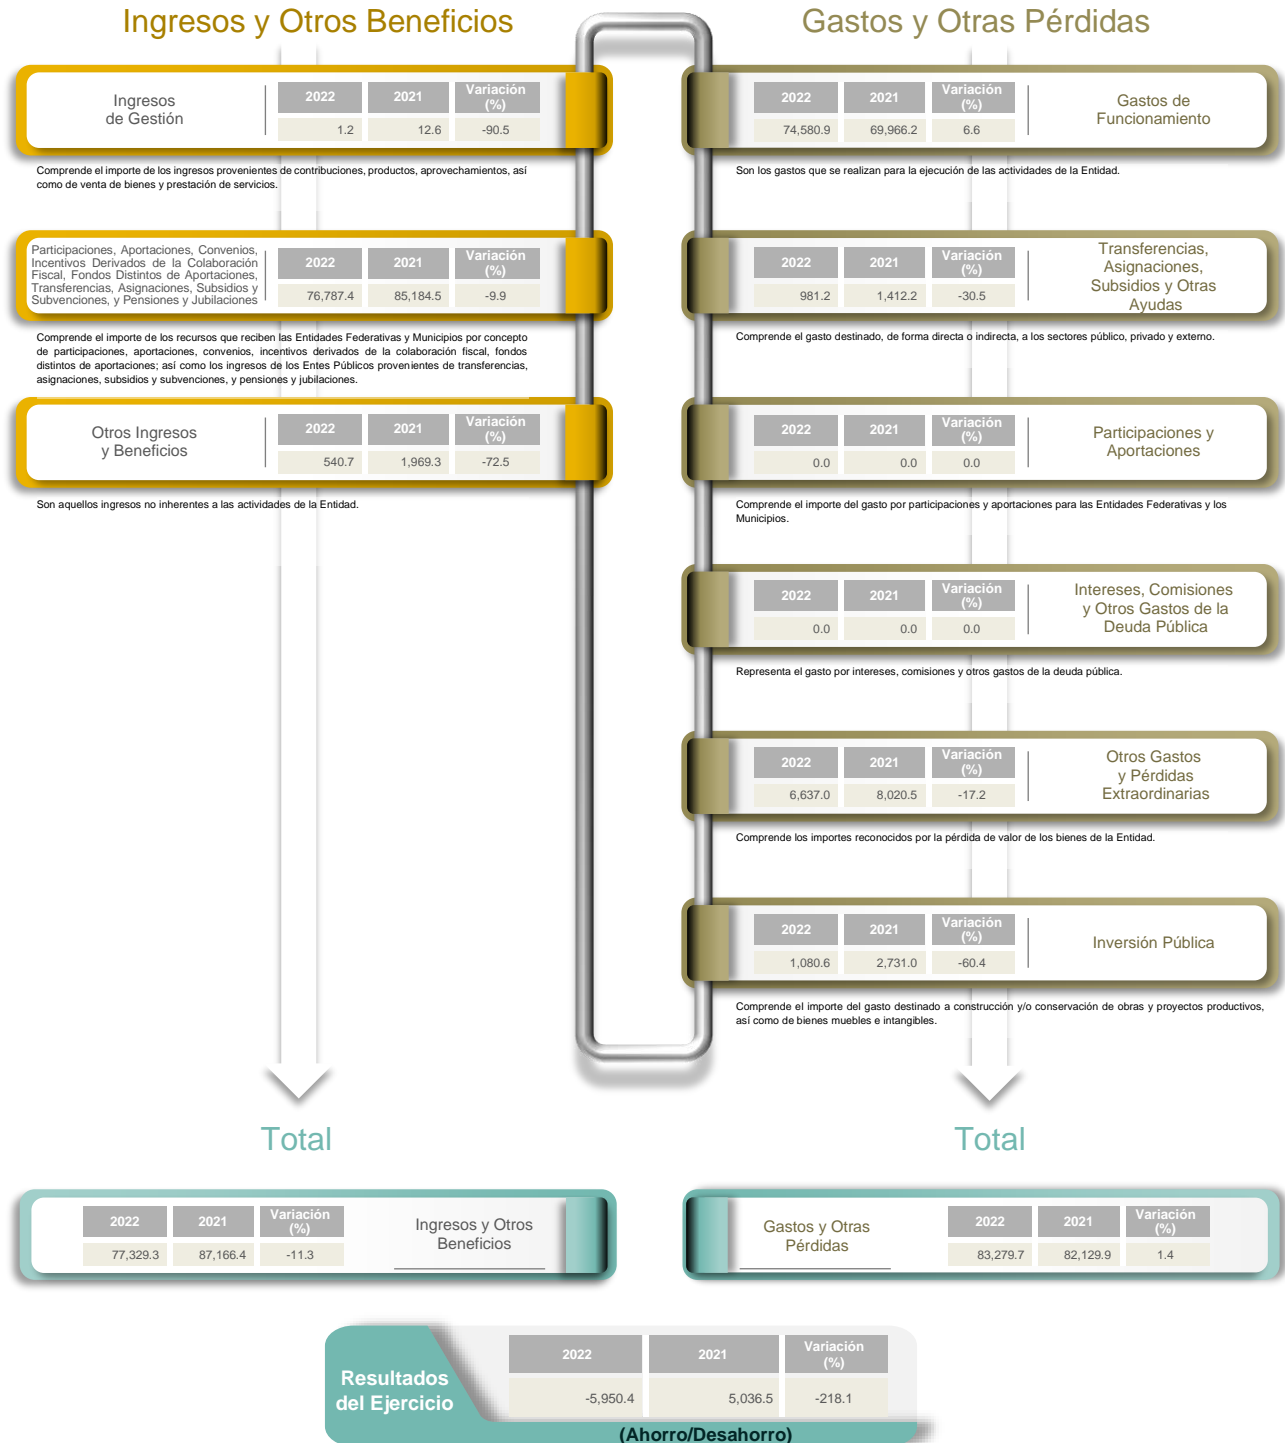 Ingresos y Otros Beneficios
Ingresos
de Gestión
2022 2021 Variación
(%)
1.2 12.6 -90.5
Comprende el importe de los ingresos provenientes de contribuciones, productos, aprovechamientos, así
como de venta de bienes y prestación de servicios.
Participaciones, Aportaciones, Convenios,
Incentivos Derivados de la Colaboración
Fiscal, Fondos Distintos de Aportaciones,
Transferencias, Asignaciones, Subsidios y
Subvenciones, y Pensiones y Jubilaciones
2022 2021 Variación
(%)
76,787.4 85,184.5 -9.9
Comprende el importe de los recursos que reciben las Entidades Federativas y Municipios por concepto
de participaciones, aportaciones, convenios, incentivos derivados de la colaboración fiscal, fondos
distintos de aportaciones; así como los ingresos de los Entes Públicos provenientes de transferencias,
asignaciones, subsidios y subvenciones, y pensiones y jubilaciones.
Otros Ingresos
y Beneficios
2022 2021 Variación
(%)
540.7 1,969.3 -72.5
Son aquellos ingresos no inherentes a las actividades de la Entidad.
Gastos y Otras Pérdidas
2022 2021 Variación
(%)
74,580.9 69,966.2 6.6
Gastos de
Funcionamiento
Son los gastos que se realizan para la ejecución de las actividades de la Entidad.
2022 2021 Variación
(%)
981.2 1,412.2 -30.5
Transferencias,
Asignaciones,
Subsidios y Otras
Ayudas
Comprende el gasto destinado, de forma directa o indirecta, a los sectores público, privado y externo.
2022 2021 Variación
(%)
0.0 0.0 0.0
Participaciones y
Aportaciones
Comprende el importe del gasto por participaciones y aportaciones para las Entidades Federativas y los
Municipios.
2022 2021 Variación
(%)
0.0 0.0 0.0
Intereses, Comisiones
y Otros Gastos de la
Deuda Pública
Representa el gasto por intereses, comisiones y otros gastos de la deuda pública.
2022 2021 Variación
(%)
6,637.0 8,020.5 -17.2
Otros Gastos
y Pérdidas
Extraordinarias
Comprende los importes reconocidos por la pérdida de valor de los bienes de la Entidad.
2022 2021 Variación
(%)
1,080.6 2,731.0 -60.4
Inversión Pública
Comprende el importe del gasto destinado a construcción y/o conservación de obras y proyectos productivos,
así como de bienes muebles e intangibles.
Total
2022 2021 Variación
(%)
77,329.3 87,166.4 -11.3
Ingresos y Otros
Beneficios
Total
Gastos y Otras
Pérdidas
2022 2021 Variación
(%)
83,279.7 82,129.9 1.4
Resultados
del Ejercicio
2022 2021 Variación
(%)
-5,950.4 5,036.5 -218.1
(Ahorro/Desahorro)